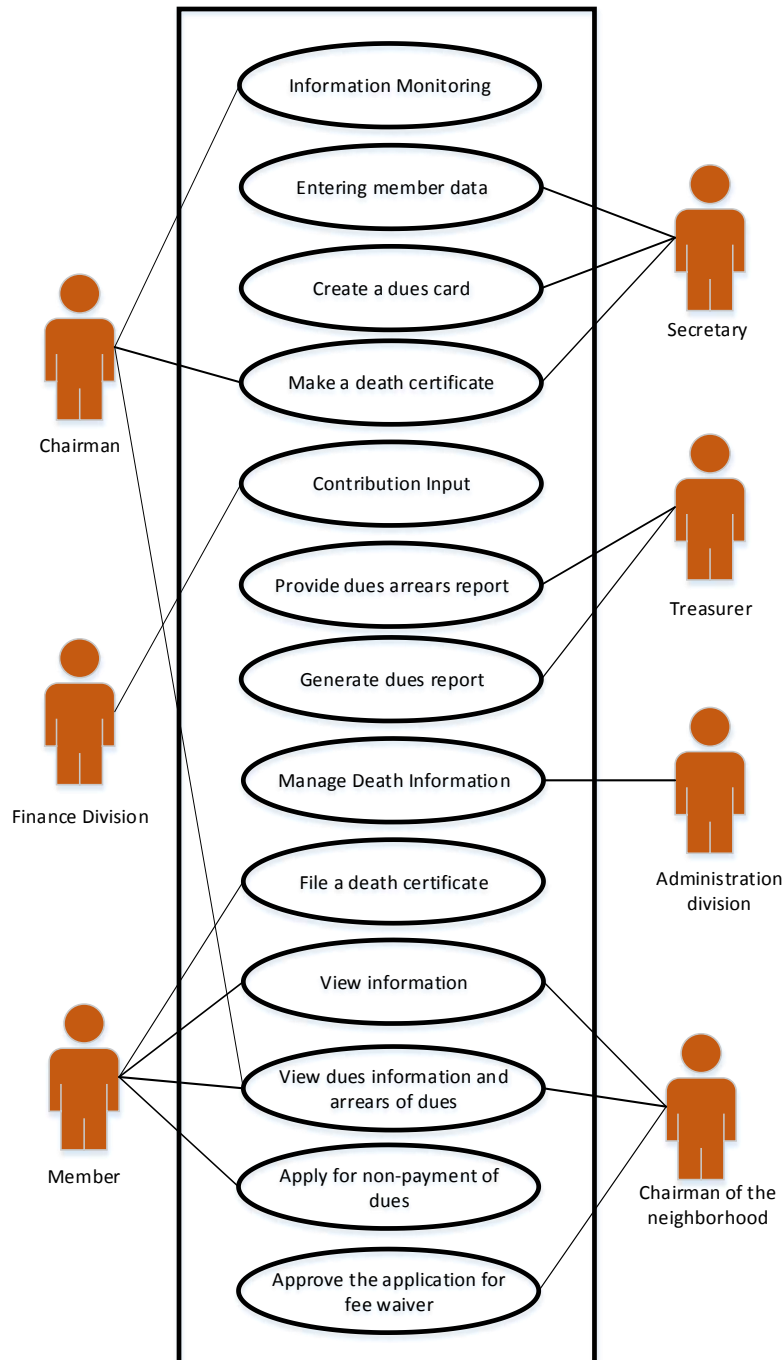 Information Monitoring
Entering member data
Create a dues card
Make a death certificate
Contribution Input
Provide dues arrears report
Generate dues report
Manage Death Information
File a death certificate
View information
View dues information and
arrears of dues
Apply for non-payment of
dues
Approve the application for
fee waiver
Chairman
Finance Division
Member
Secretary
Treasurer
Administration
division
Chairman of the
neighborhood